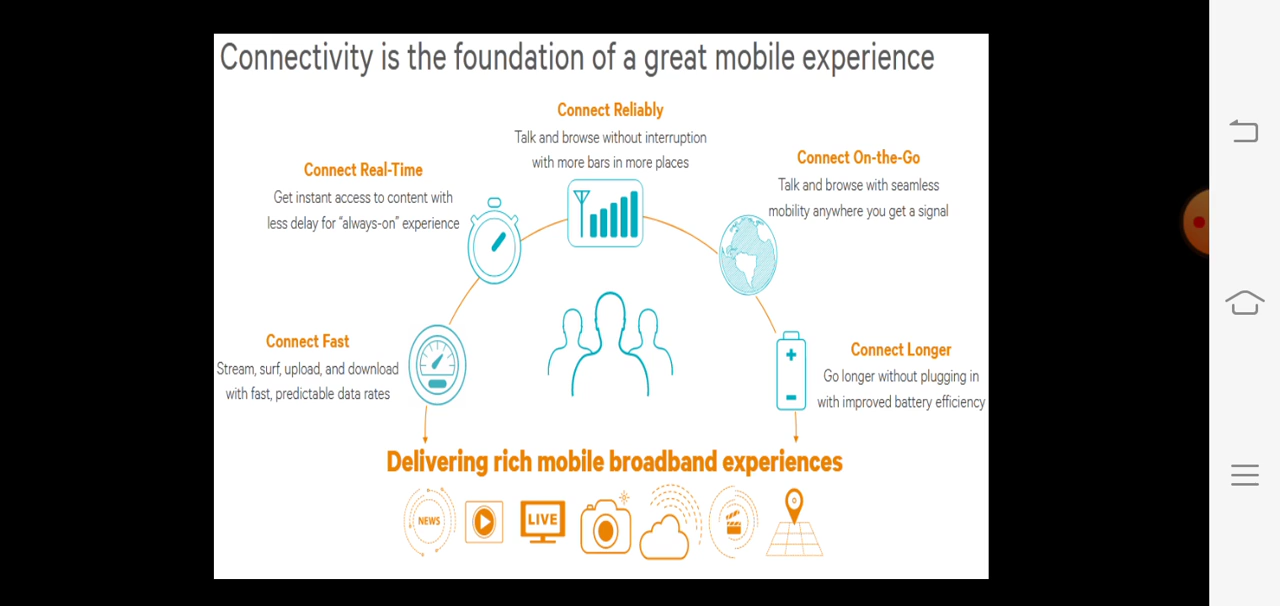 Connectivity is the foundation of a great mobile experience
Connect Reliably
Talk and browse without interruption
with more bars in more places
Connect Real-Time
Get instant access to content with
less delay for “always-on” experience
Connect On-the-Go
Talk and browse with seamless
mobility anywhere you get a signal
Connect Fast
Stream, surf, upload, and download
with fast, predictable data rates
Connect Longer
Go longer without plugging in
with improved battery efficiency
Delivering rich mobile broadband experiences
NEWS
LIVE